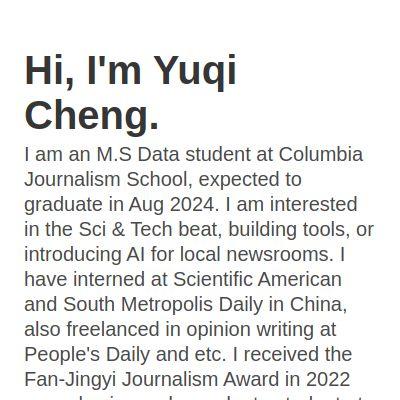 Hi, I'm Yuqi
Cheng.
I am an M.S Data student at Columbia
Journalism School, expected to
graduate in Aug 2024. I am interested
in the Sci & Tech beat, building tools, or
introducing AI for local newsrooms. I
have interned at Scientific American
and South Metropolis Daily in China,
also freelanced in opinion writing at
People's Daily and etc. I received the
Fan-Jingyi Journalism Award in 2022